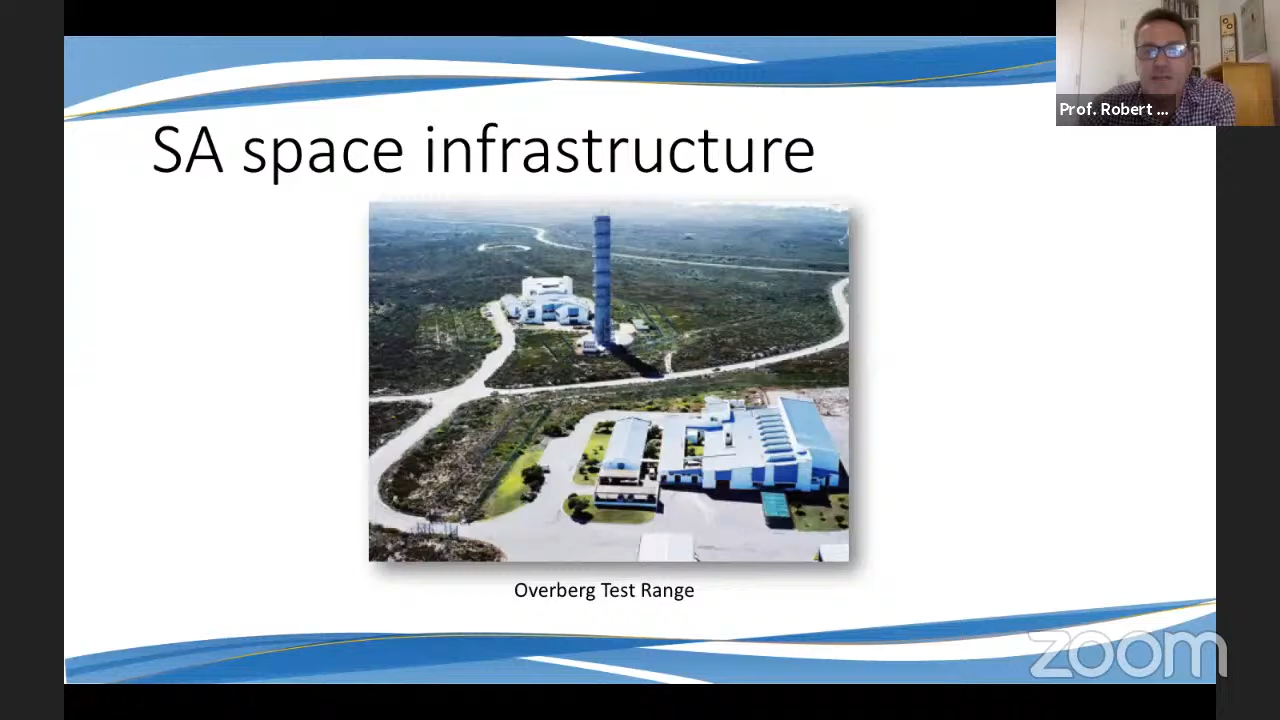 Prof. Robert ...
SA space infrastructure
Overberg Test Range
zoom